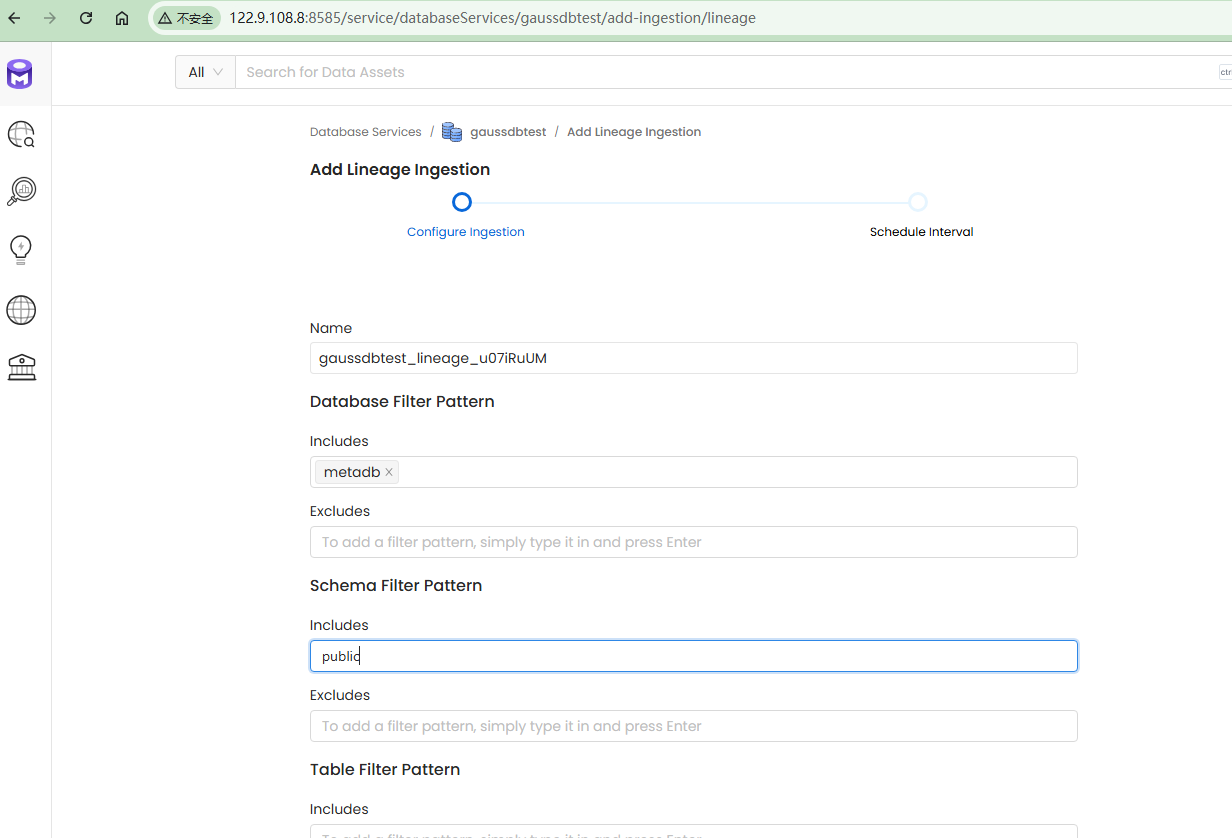 不安全 122.9.108.8:8585/service/databaseServices/gaussdbtest/add-ingestion/lineage
All Search for Data Assets
Database Services / gaussdbtest / Add Lineage Ingestion
Add Lineage Ingestion
Configure Ingestion Schedule Interval
Name
gaussdbtest_lineage_u07iRuUM
Database Filter Pattern
Includes
metadb ×
Excludes
To add a filter pattern, simply type it in and press Enter
Schema Filter Pattern
Includes
public
Excludes
To add a filter pattern, simply type it in and press Enter
Table Filter Pattern
Includes